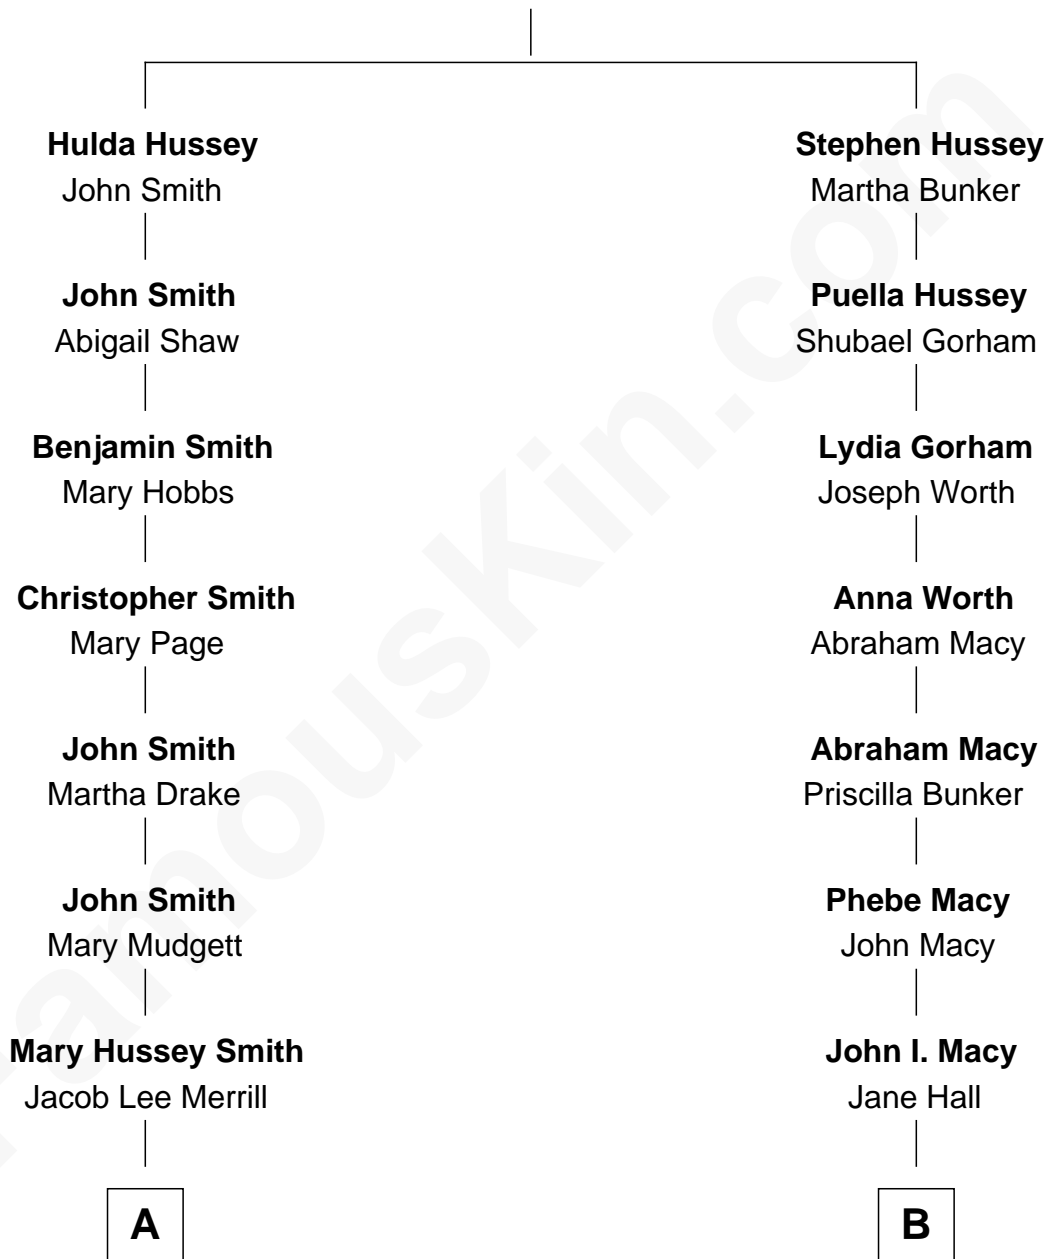 Hulda Hussey
John Smith
John Smith
Abigail Shaw
Benjamin Smith
Mary Hobbs
Christopher Smith
Mary Page
John Smith
Martha Drake
John Smith
Mary Mudgett
Mary Hussey Smith
Jacob Lee Merrill
A
Stephen Hussey
Martha Bunker
Puella Hussey
Shubael Gorham
Lydia Gorham
Joseph Worth
Anna Worth
Abraham Macy
Abraham Macy
Priscilla Bunker
Phebe Macy
John Macy
John I. Macy
Jane Hall
B
FamousKin.com